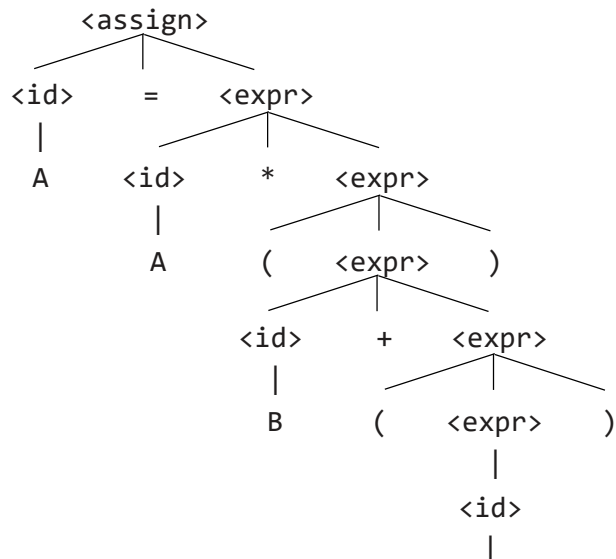 <assign>
<id> = <expr>
|
A <id> * <expr>
|
A ( <expr> )
<id> + <expr>
|
B ( <expr> )
|
<id>
|